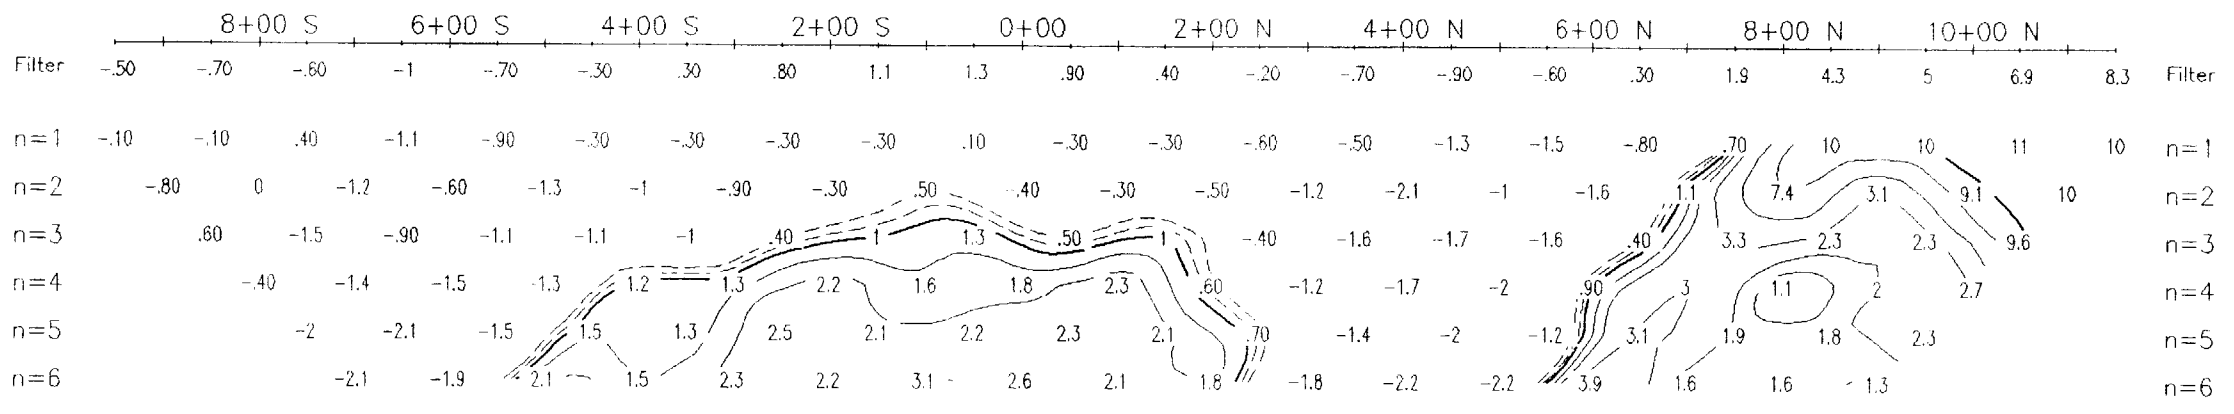 8+00 S 6+00 S 4+00 S 2+00 S 0+00 2+00 N 4+00 N 6+00 N 8+00 N 10+00 N
Filter -.50 -.70 -.60 -1 -.70 -.30 .30 .80 1.1 1.3 .90 .40 -.20 -.70 -.90 -.60 .30 1.9 4.3 5 6.9 8.3 Filter
n=1 -.10 -.10 .40 -1.1 -.90 -.30 -.30 -.30 -.30 .10 -.30 -.30 -.60 -.50 -1.3 -1.5 -.80 .70 10 10 11 10 n=1
n=2 -.80 0 -1.2 -.60 -1.3 -1 -.90 -.30 .50 -.40 -.30 -.50 -1.2 -2.1 -1 -1.6 1.1 7.4 3.1 9.1 10 n=2
n=3 .60 -1.5 -.90 -1.1 -1.1 -1 .40 1 1.3 .50 1 -.40 -1.6 -1.7 -1.6 .40 3.3 2.3 2.3 9.6 n=3
n=4 -.40 -1.4 -1.5 -1.3 1.2 1.3 2.2 1.6 1.8 2.3 .60 -1.2 -1.7 -2 .90 3 1.1 2 2.7 n=4
n=5 -2 -2.1 -1.5 1.5 1.3 2.5 2.1 2.2 2.3 2.1 .70 -1.4 -2 -1.2 3.1 1.9 1.8 2.3 n=5
n=6 -2.1 -1.9 2.1 1.5 2.3 2.2 3.1 2.6 2.1 1.8 -1.8 -2.2 -2.2 3.9 1.6 1.6 1.3 n=6